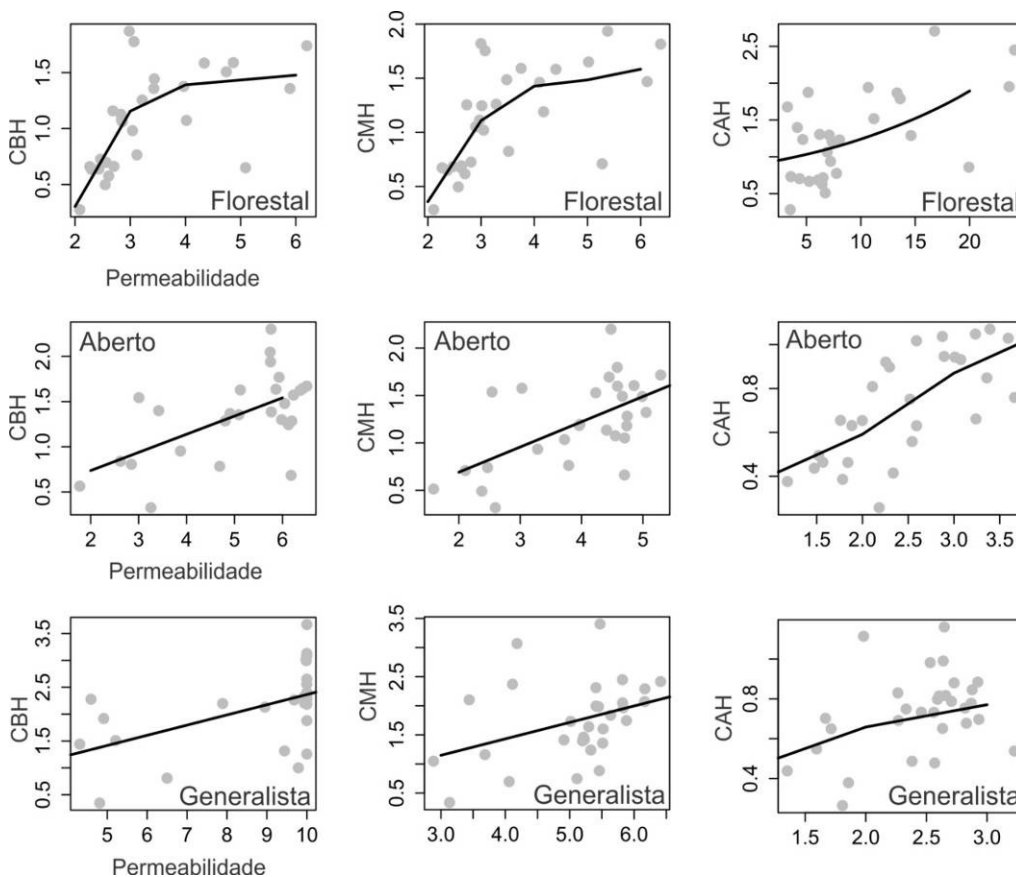 CBH
0.5 1.0 1.5
Florestal
2 3 4 5 6
Permeabilidade
CMH
0.5 1.0 1.5 2.0
Florestal
2 3 4 5 6
CAH
0.5 1.5 2.5
Florestal
5 10 15 20
CBH
0.5 1.0 1.5 2.0
Aberto
2 3 4 5 6
Permeabilidade
CMH
0.5 1.0 1.5 2.0
2 3 4 5
CAH
0.4 0.8
Aberto
1.5 2.0 2.5 3.0 3.5
CBH
0.5 1.5 2.5 3.5
Generalista
5 6 7 8 9 10
Permeabilidade
CMH
0.5 1.5 2.5 3.5
Generalista
3.0 4.0 5.0 6.0
CAH
0.4 0.8
Generalista
1.5 2.0 2.5 3.0